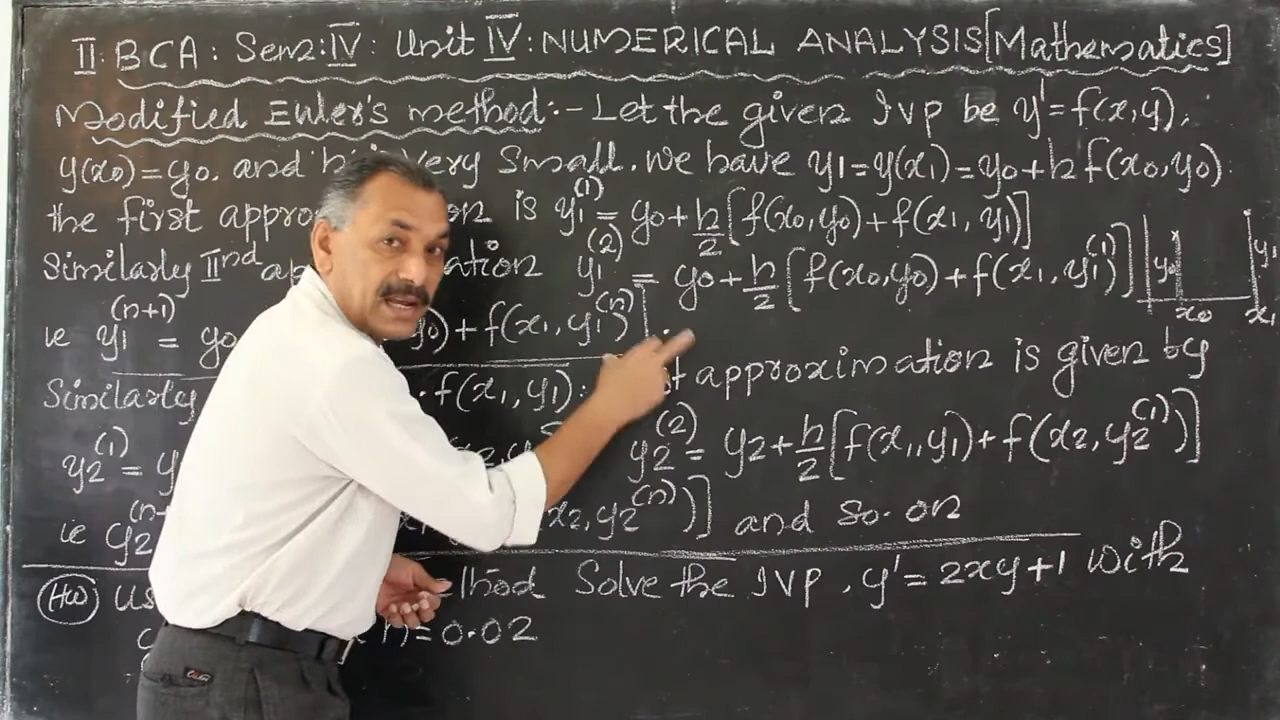 II BCA: Sem: IV: Unit IV: NUMERICAL ANALYSIS [Mathematics]
Modified Euler's method:- Let the given IVP be y' = f(x,y),
y(x0) = y0. and very small. We have y1 = y(x1) = y0 + h f(x0,y0)
the first on is y1^(1) = y0 + h/2 [f(x0,y0) + f(x1, y1)]
Similarly IInd ation y1^(2) = y0 + h/2 [f(x0,y0) + f(x1, y1^(1))] y0 x0 y1 x1
ie y1^(n+1) = y0 y0) + f(x1, y1^(n))].
Similarly f(x1, y1): approximation is given by
y2^(1) = y2^(2) = y2 + h/2 [f(x1, y1) + f(x2, y2^(1))]
ie y2 x2, y2^(n))] and so on
HW Solve the IVP, y' = 2xy+1 with
= 0.02